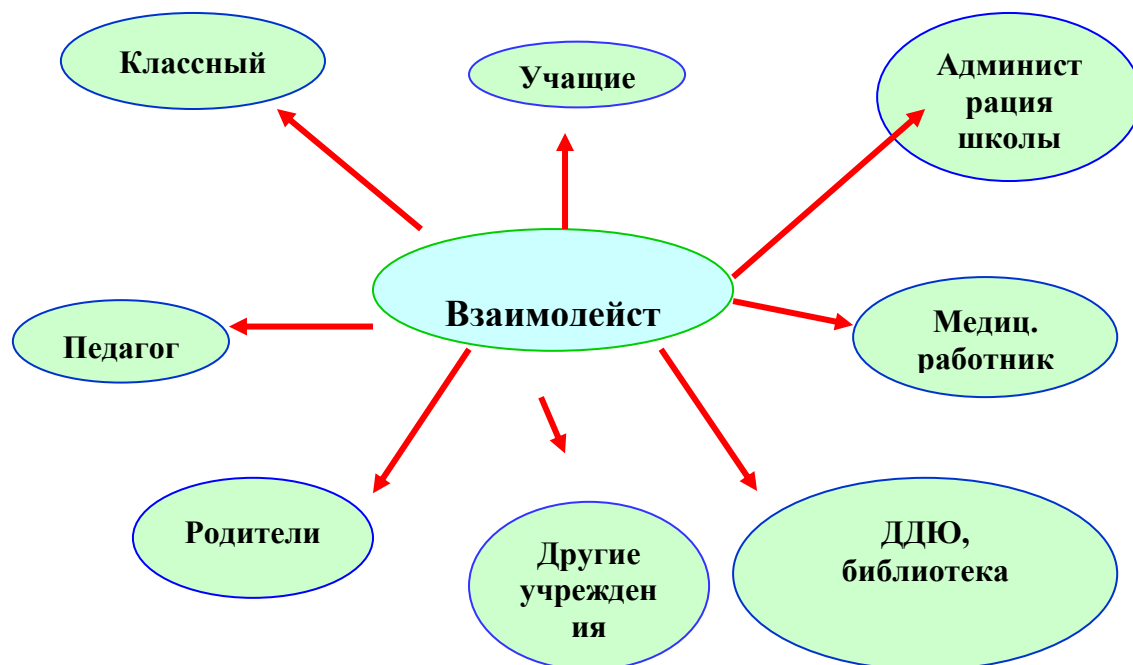 Классный
Учащие
Админист
рация
школы
Взаимодейст
Педагог
Медиц.
работник
Родители
Другие
учрежден
ия
ДДЮ,
библиотека